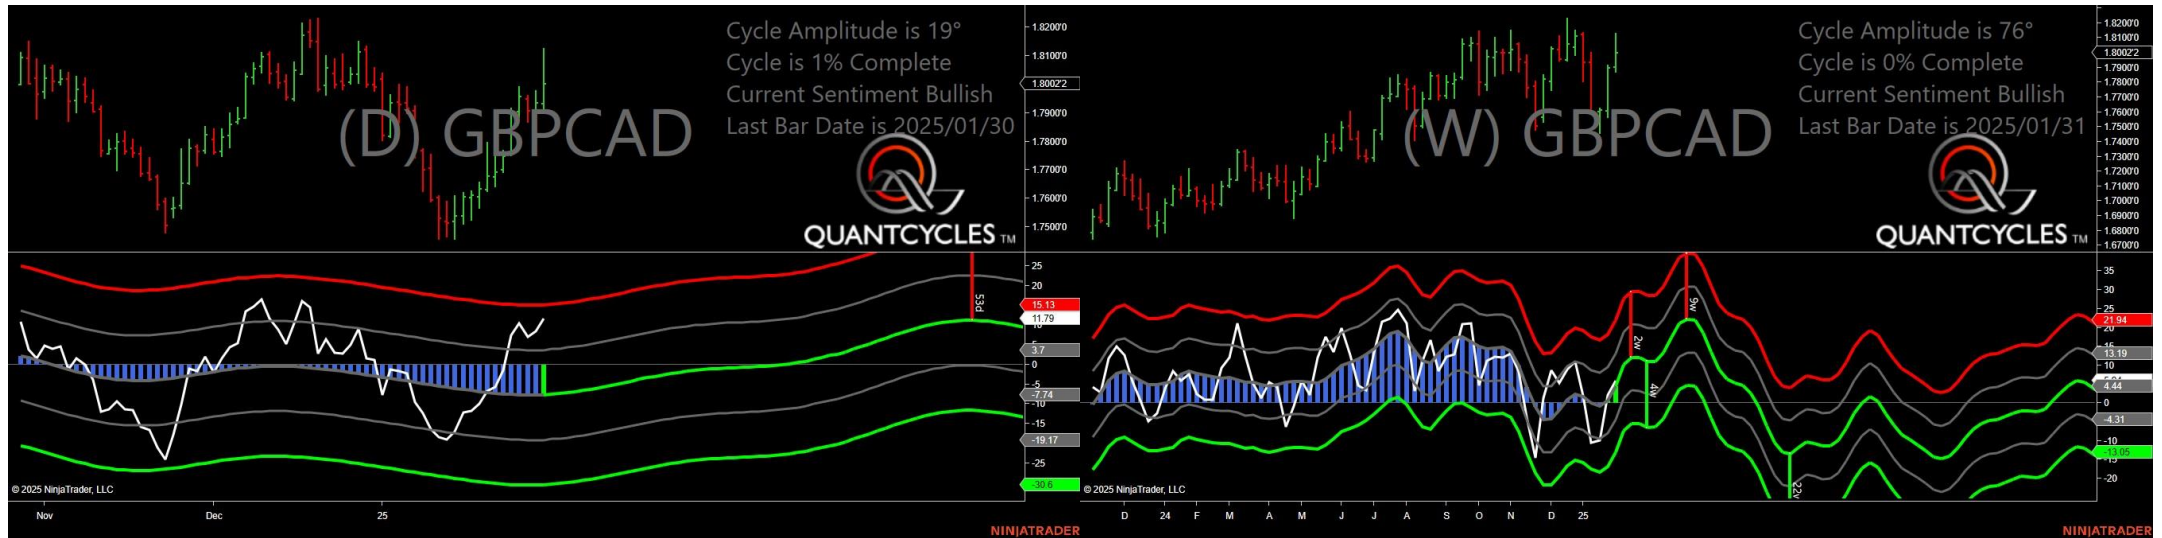 Cycle Amplitude is 19°
Cycle is 1% Complete
Current Sentiment Bullish
Last Bar Date is 2025/01/30
(D) GBPCAD
QUANTCYCLES TM
1.8200'0
1.8100'0
1.8002'2
1.7900'0
1.7800'0
1.7700'0
1.7600'0
1.7500'0
25
20
15.13
11.79
10
3.7
0
-5
-7.74
-10
-15
-19.17
-25
-30.6
53d
© 2025 NinjaTrader, LLC
Nov
Dec
25
NINJATRADER
Cycle Amplitude is 76°
Cycle is 0% Complete
Current Sentiment Bullish
Last Bar Date is 2025/01/31
(W) GBPCAD
QUANTCYCLES TM
1.8200'0
1.8100'0
1.8002'2
1.7900'0
1.7800'0
1.7700'0
1.7600'0
1.7500'0
1.7400'0
1.7300'0
1.7200'0
1.7100'0
1.7000'0
1.6900'0
1.6800'0
1.6700'0
35
30
25
21.94
20
15
13.19
4.44
0
-4.31
-10
-13.05
-20
2w
4w
9w
22w
© 2025 NinjaTrader, LLC
D
24
F
M
A
M
J
J
A
S
O
N
D
25
NINJATRADER